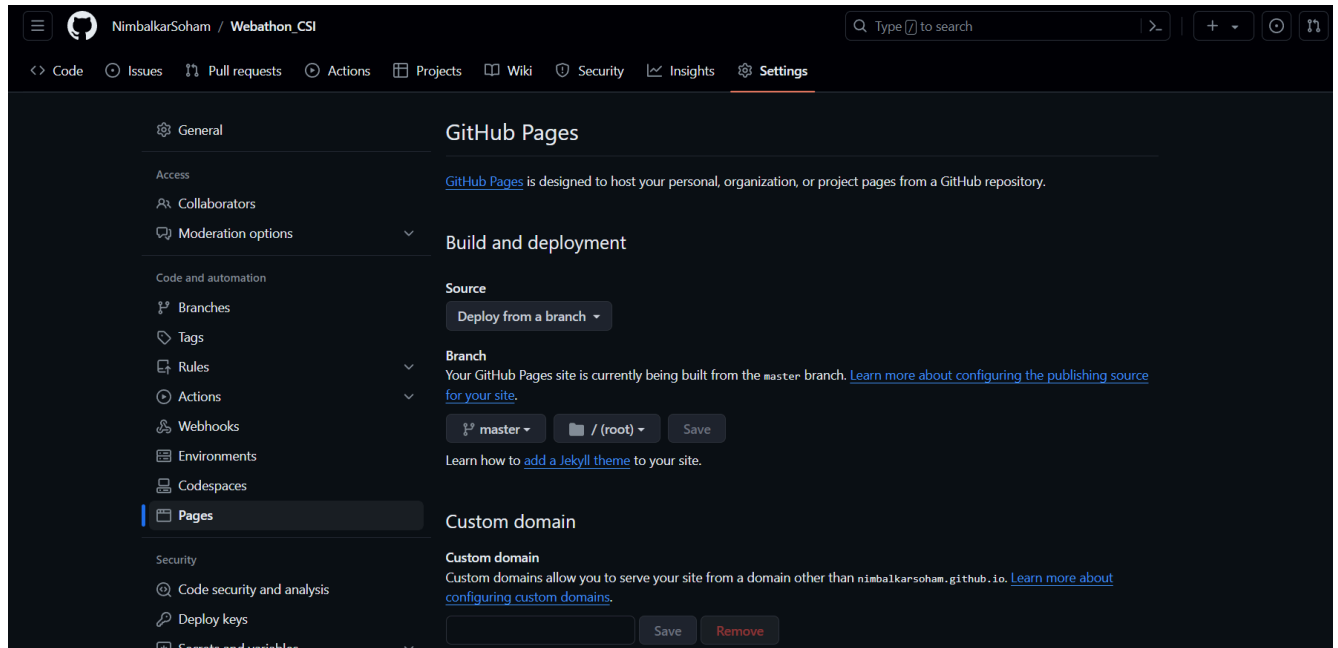 NimbalkarSoham / Webathon_CSI
Type / to search
Code Issues Pull requests Actions Projects Wiki Security Insights Settings
General
Access
Collaborators
Moderation options
Code and automation
Branches
Tags
Rules
Actions
Webhooks
Environments
Codespaces
Pages
Security
Code security and analysis
Deploy keys
Secrets and variables
GitHub Pages
GitHub Pages is designed to host your personal, organization, or project pages from a GitHub repository.
Build and deployment
Source
Deploy from a branch
Branch
Your GitHub Pages site is currently being built from the master branch. Learn more about configuring the publishing source
for your site.
master / (root) Save
Learn how to add a Jekyll theme to your site.
Custom domain
Custom domain
Custom domains allow you to serve your site from a domain other than nimbalkarsoham.github.io. Learn more about
configuring custom domains.
Save Remove